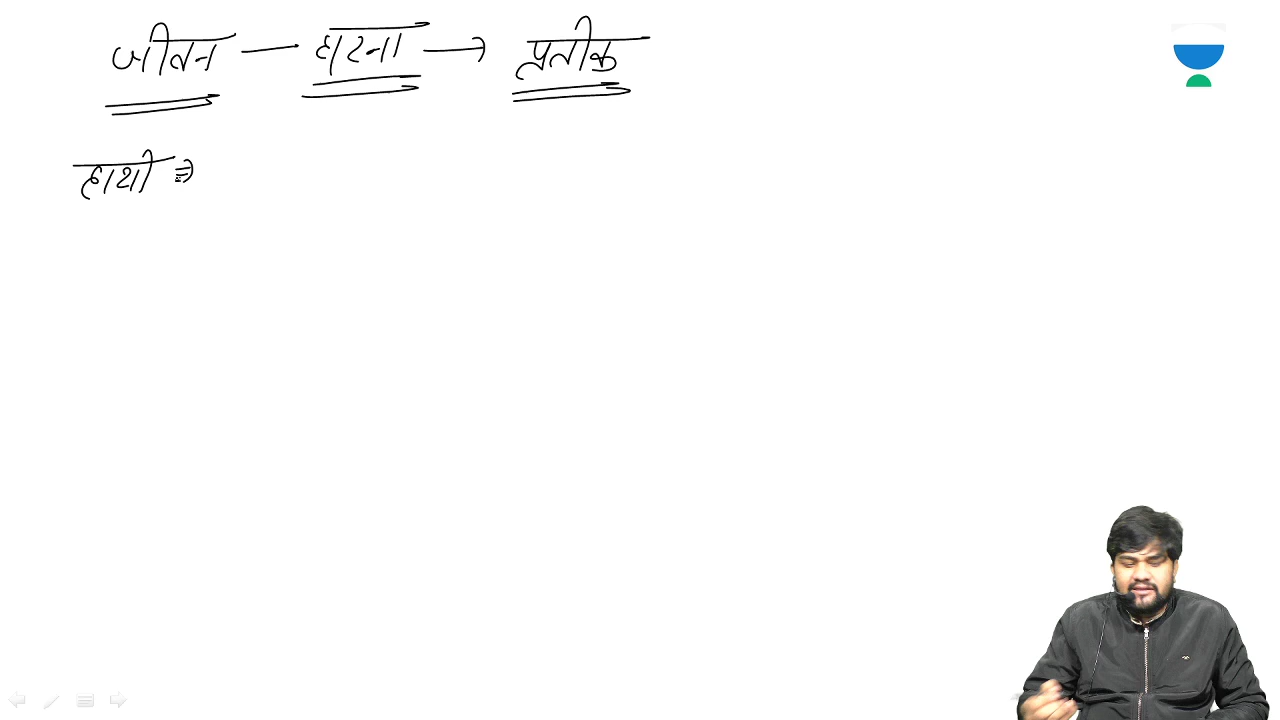 जीवन — घटना → प्रतीक
हाथी ⇒